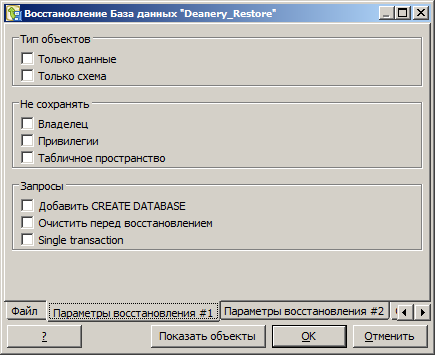 Восстановление База данных "Deanery_Restore"
Тип объектов
Только данные
Только схема
Не сохранять
Владелец
Привилегии
Табличное пространство
Запросы
Добавить CREATE DATABASE
Очистить перед восстановлением
Single transaction
Файл Параметры восстановления #1 Параметры восстановления #2
? Показать объекты OK Отменить